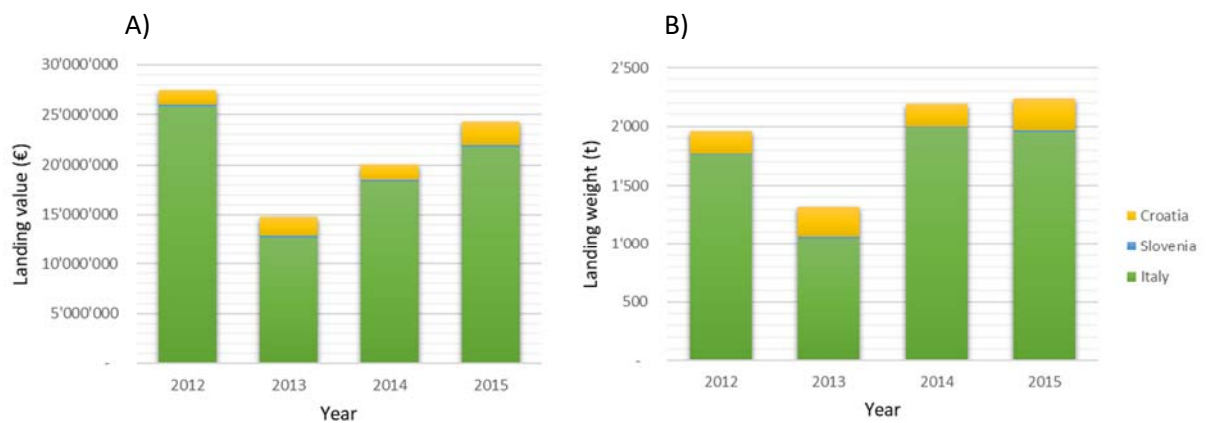 A)
Landing value (€)
30'000'000
25'000'000
20'000'000
15'000'000
10'000'000
5'000'000
-
2012 2013 2014 2015
Year
B)
Landing weight (t)
2'500
2'000
1'500
1'000
500
-
2012 2013 2014 2015
Year
Croatia
Slovenia
Italy